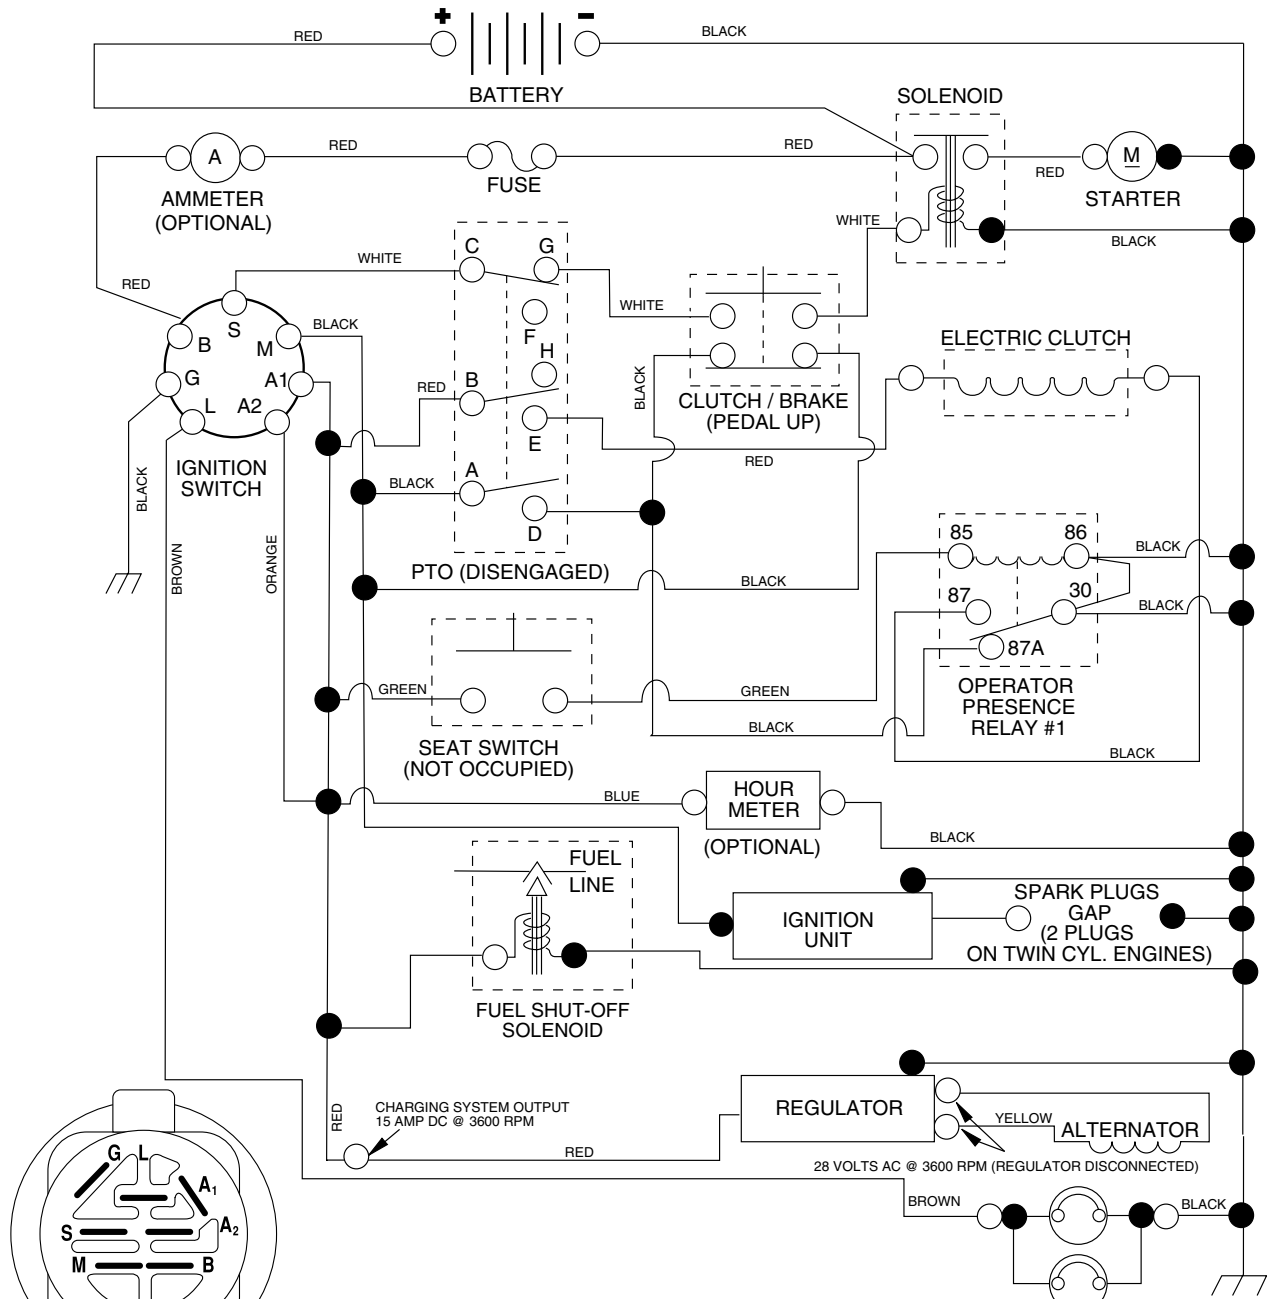 + −
RED
BLACK
BATTERY
SOLENOID
A
RED
RED
M
RED
FUSE
AMMETER
(OPTIONAL)
STARTER
WHITE
BLACK
C G
WHITE
RED
WHITE
S
BLACK
F
B
M
ELECTRIC CLUTCH
H
G
A1
RED
B
BLACK
CLUTCH / BRAKE
(PEDAL UP)
L A2
E
RED
IGNITION
SWITCH
A
BLACK
BLACK
D
85 86
BLACK
BROWN
ORANGE
PTO (DISENGAGED)
BLACK
87 30
BLACK
87A
GREEN
GREEN
OPERATOR
PRESENCE
RELAY #1
BLACK
SEAT SWITCH
(NOT OCCUPIED)
BLACK
BLUE
HOUR
METER
(OPTIONAL)
BLACK
FUEL
LINE
IGNITION
UNIT
SPARK PLUGS
GAP
(2 PLUGS
ON TWIN CYL. ENGINES)
FUEL SHUT-OFF
SOLENOID
RED
CHARGING SYSTEM OUTPUT
15 AMP DC @ 3600 RPM
REGULATOR
YELLOW
ALTERNATOR
RED
28 VOLTS AC @ 3600 RPM (REGULATOR DISCONNECTED)
G L
A1
BROWN
BLACK
S
A2
M B